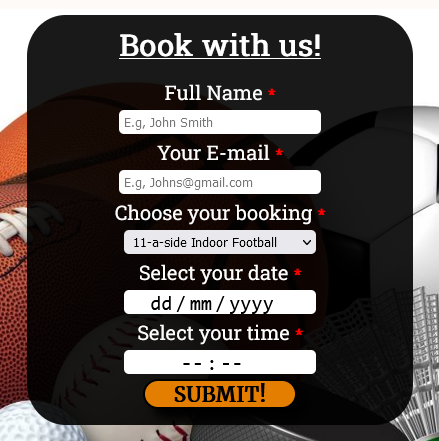 Book with us!
Full Name *
E.g, John Smith
Your E-mail *
E.g, Johns@gmail.com
Choose your booking *
11-a-side Indoor Football
Select your date *
dd / mm / yyyy
Select your time *
-- : --
SUBMIT!